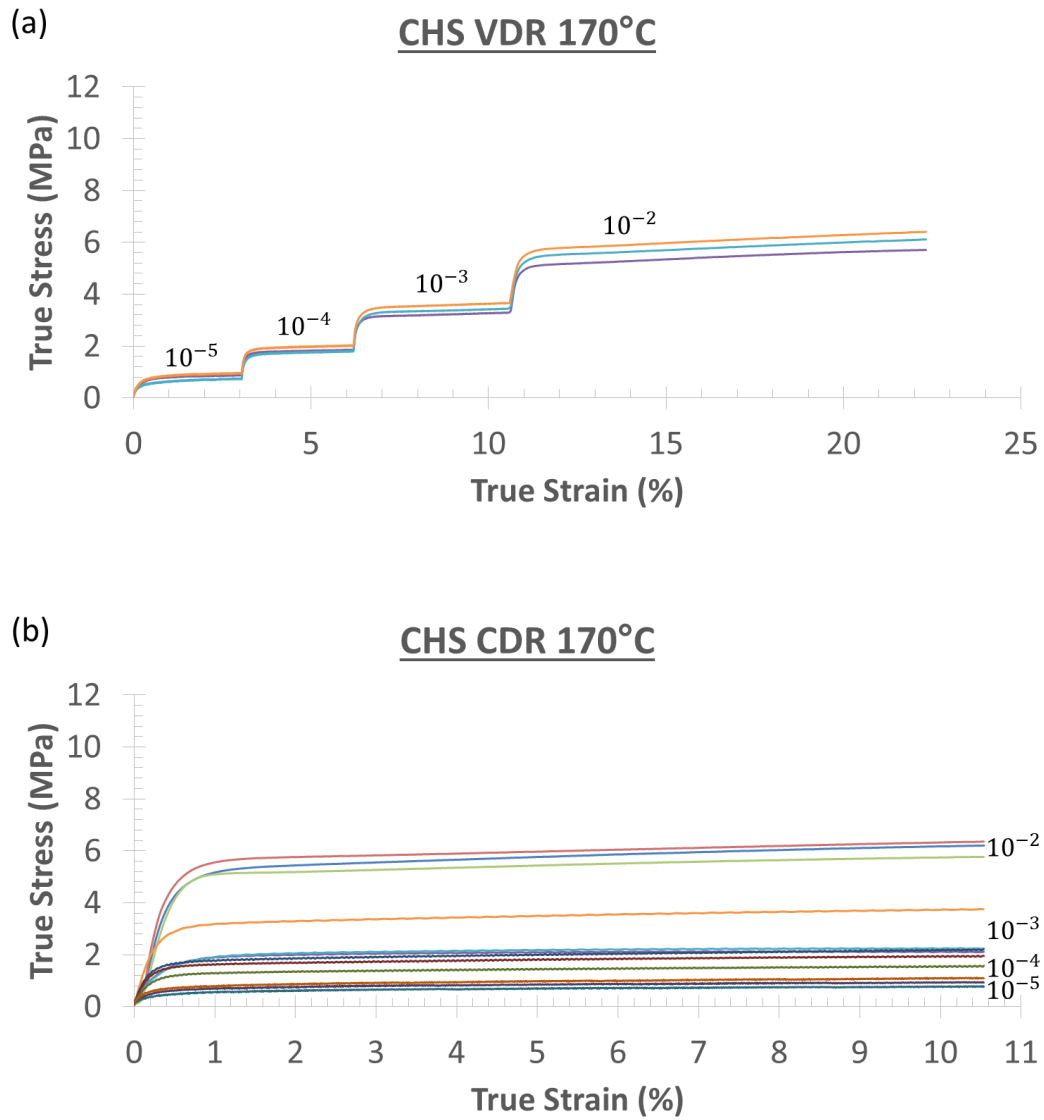 (a)
CHS VDR 170°C
True Stress (MPa)
12
10
8
6
4
2
0
10⁻⁵
10⁻⁴
10⁻³
10⁻²
0 5 10 15 20 25
True Strain (%)
(b)
CHS CDR 170°C
True Stress (MPa)
12
10
8
6
4
2
0
10⁻²
10⁻³
10⁻⁴
10⁻⁵
0 1 2 3 4 5 6 7 8 9 10 11
True Strain (%)